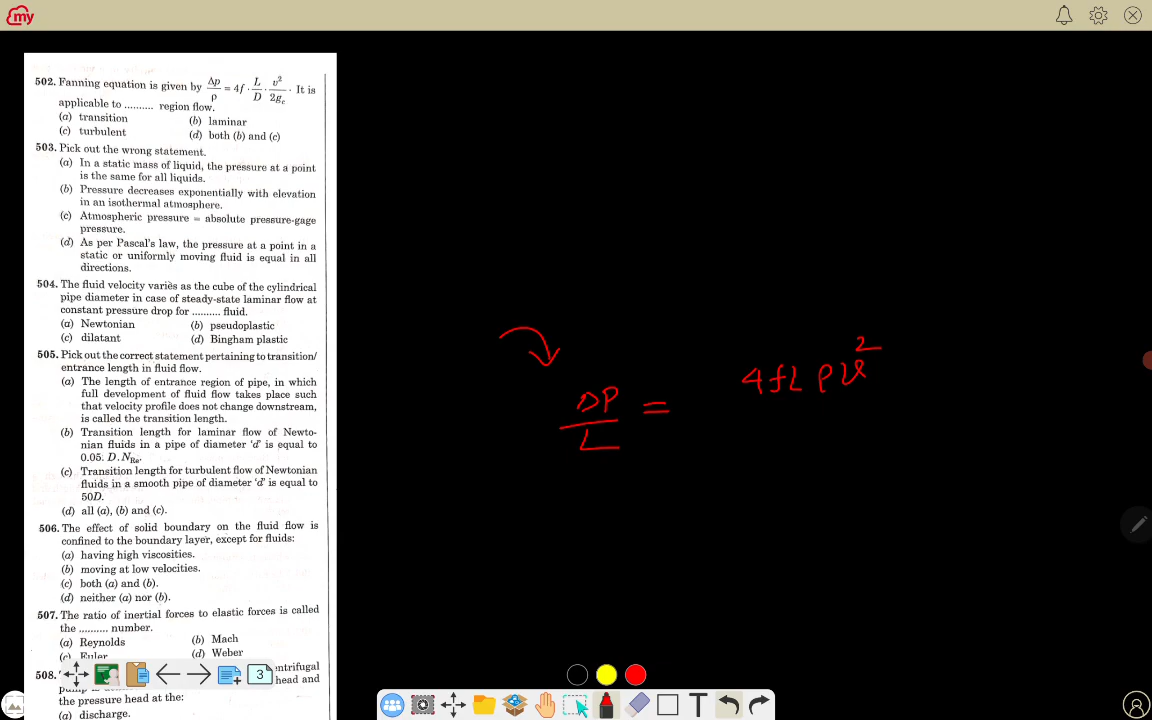 my
502. Fanning equation is given by Δp/ρ = 4f · L/D · v²/2g_c . It is
applicable to .......... region flow.
(a) transition (b) laminar
(c) turbulent (d) both (b) and (c)
503. Pick out the wrong statement.
(a) In a static mass of liquid, the pressure at a point
is the same for all liquids.
(b) Pressure decreases exponentially with elevation
in an isothermal atmosphere.
(c) Atmospheric pressure = absolute pressure-gage
pressure.
(d) As per Pascal's law, the pressure at a point in a
static or uniformly moving fluid is equal in all
directions.
504. The fluid velocity varies as the cube of the cylindrical
pipe diameter in case of steady-state laminar flow at
constant pressure drop for .......... fluid.
(a) Newtonian (b) pseudoplastic
(c) dilatant (d) Bingham plastic
505. Pick out the correct statement pertaining to transition/
entrance length in fluid flow.
(a) The length of entrance region of pipe, in which
full development of fluid flow takes place such
that velocity profile does not change downstream,
is called the transition length.
(b) Transition length for laminar flow of Newto-
nian fluids in a pipe of diameter 'd' is equal to
0.05. D.N_Re.
(c) Transition length for turbulent flow of Newtonian
fluids in a smooth pipe of diameter 'd' is equal to
50D.
(d) all (a), (b) and (c).
506. The effect of solid boundary on the fluid flow is
confined to the boundary layer, except for fluids:
(a) having high viscosities.
(b) moving at low velocities.
(c) both (a) and (b).
(d) neither (a) nor (b).
507. The ratio of inertial forces to elastic forces is called
the .......... number.
(a) Reynolds (b) Mach
(c) Euler (d) Weber
508. entrifugal
head and
the pressure head at the:
(a) discharge.
4fLρv²
ΔP/L =
3
T